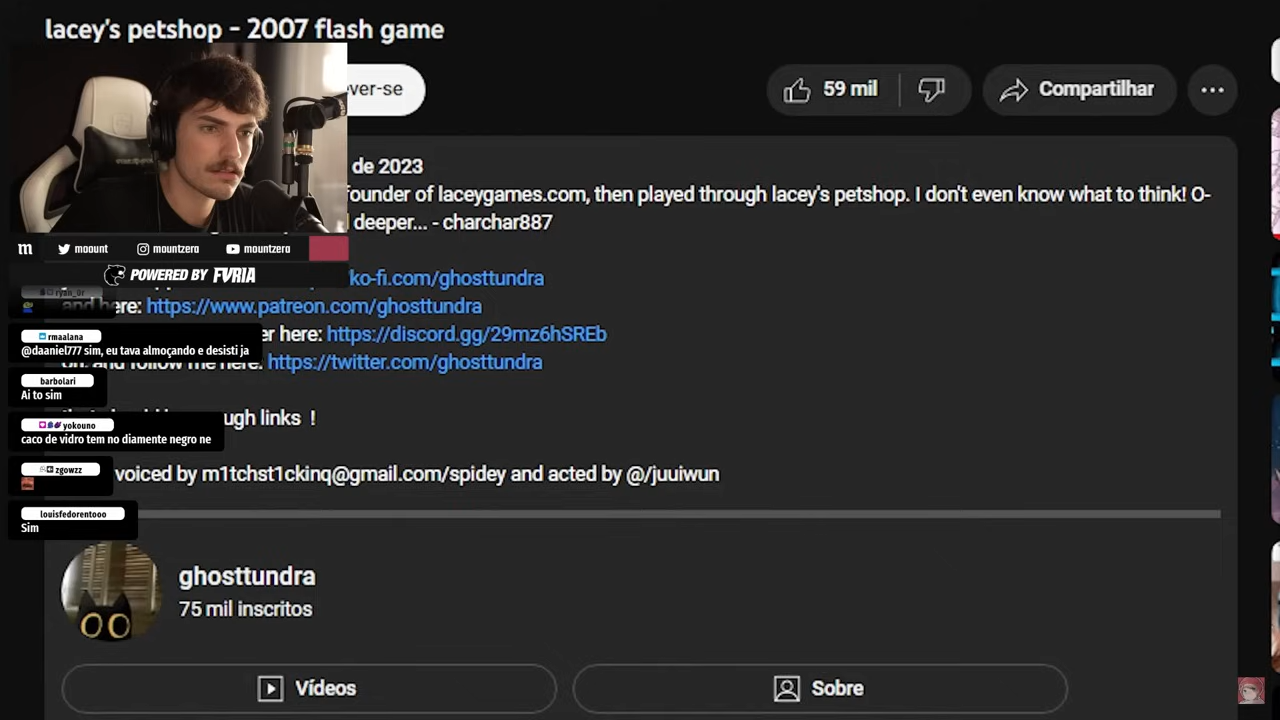 lacey's petshop - 2007 flash game
ver-se
59 mil
Compartilhar
de 2023
founder of laceygames.com, then played through lacey's petshop. I don't even know what to think! O-
deeper... - charchar887
ko-fi.com/ghosttundra
and here: https://www.patreon.com/ghosttundra
er here: https://discord.gg/29mz6hSREb
oh, and follow me here: https://twitter.com/ghosttundra
ugh links !
voiced by m1tchst1ckinq@gmail.com/spidey and acted by @/juuiwun
m
moount
mountzera
mountzera
POWERED BY FVRIA
rmaalana
@daaniel777 sim, eu tava almoçando e desisti ja
barbolari
Ai to sim
yokouno
caco de vidro tem no diamente negro ne
zgowzz
louisfedorentooo
Sim
ghosttundra
75 mil inscritos
Vídeos
Sobre